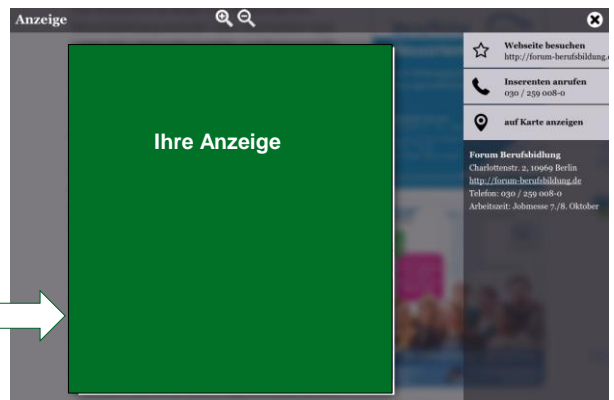 Anzeige
Ihre Anzeige
Webseite besuchen
http://forum-berufsbildung.
Inserenten anrufen
030 / 259 008-0
auf Karte anzeigen
Forum Berufsbidlung
Charlottenstr. 2, 10969 Berlin
http://forum-berufsbildung.de
Telefon: 030 / 259 008-0
Arbeitszeit: Jobmesse 7./8. Oktober